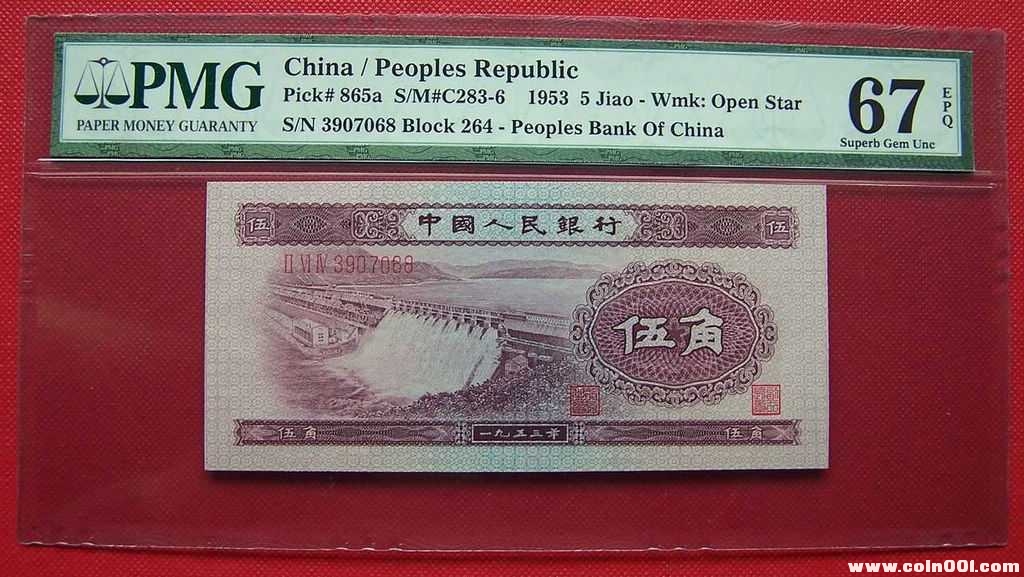 PMG
PAPER MONEY GUARANTY
China / Peoples Republic
Pick# 865a S/M#C283-6 1953 5 Jiao - Wmk: Open Star
S/N 3907068 Block 264 - Peoples Bank Of China
67
EPQ
Superb Gem Unc
伍 中國人民銀行 伍
II VI IV 3907068
伍角
伍角 一九五三年 伍角
www.coin001.com